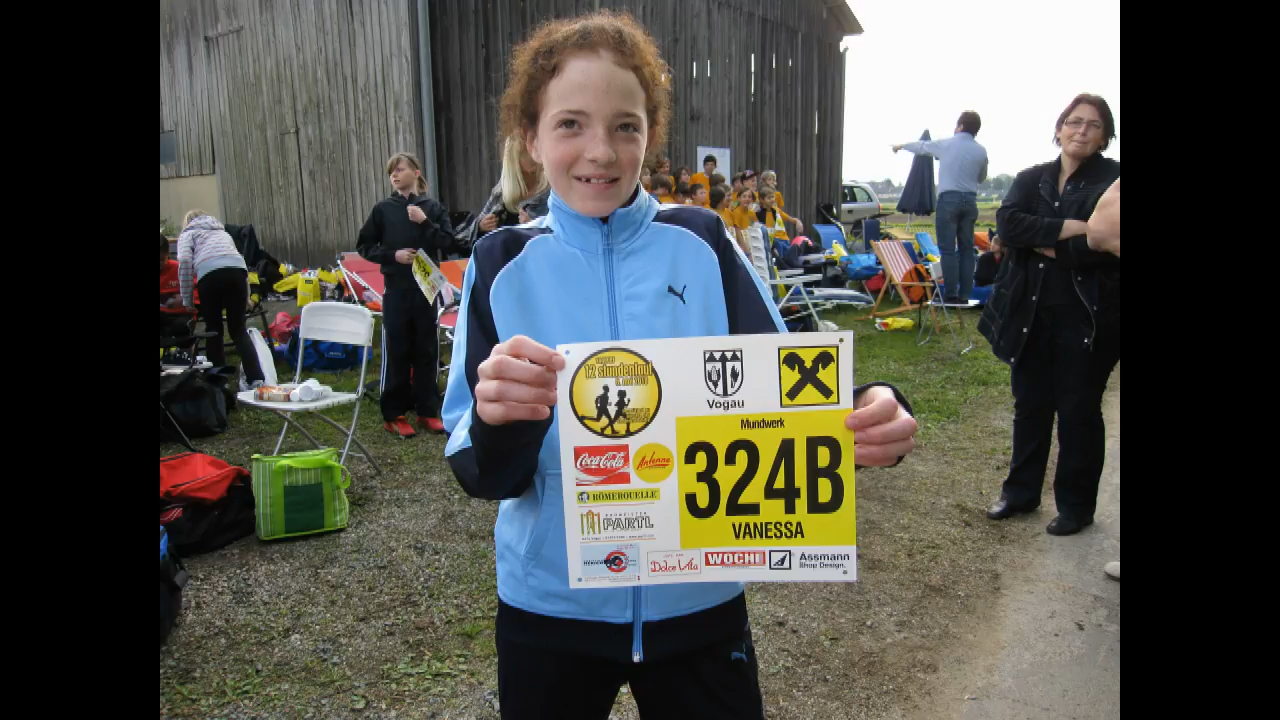 12 stundenlauf
Vogau
Mundwerk
324B
VANESSA
Coca-Cola
Antenne
RÖMERQUELLE
PARTL
Dolce Vita
WOCHE
Assmann
Shop Design.